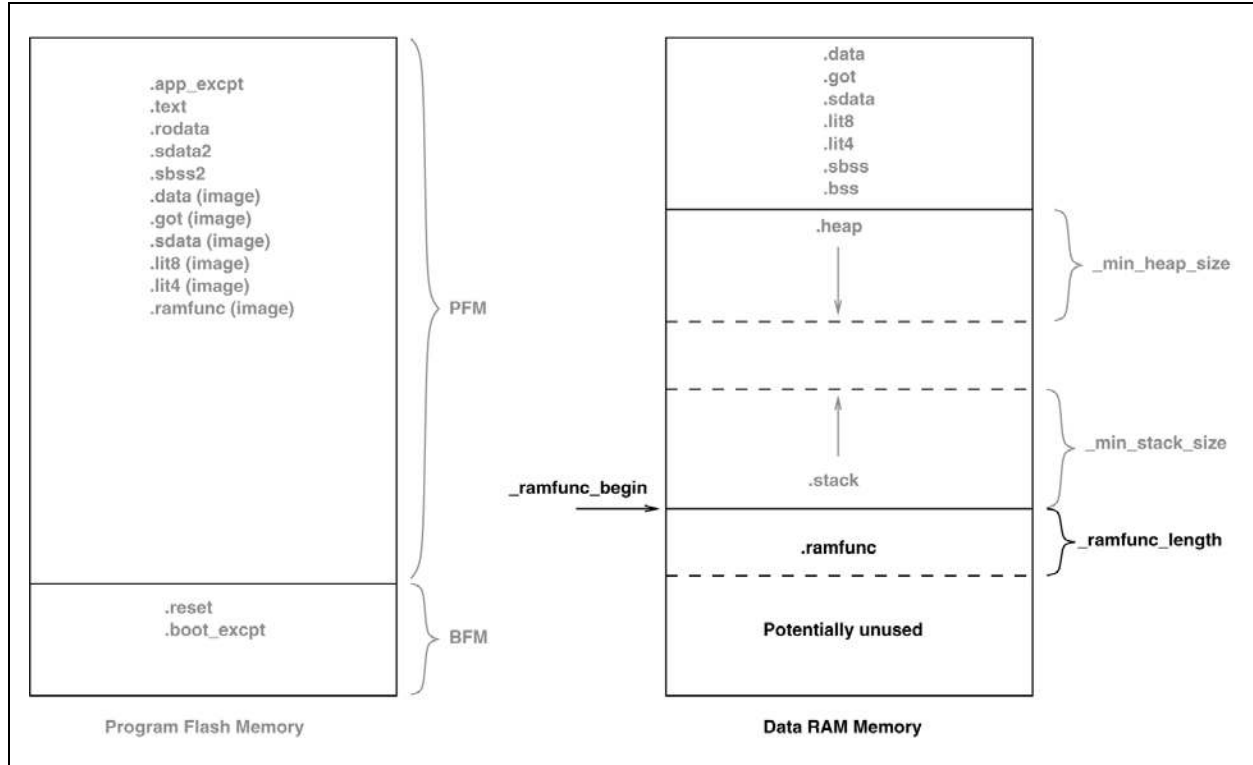 .app_excpt
.text
.rodata
.sdata2
.sbss2
.data (image)
.got (image)
.sdata (image)
.lit8 (image)
.lit4 (image)
.ramfunc (image)
PFM
.reset
.boot_excpt
BFM
Program Flash Memory
.data
.got
.sdata
.lit8
.lit4
.sbss
.bss
.heap
_min_heap_size
_min_stack_size
.stack
_ramfunc_begin
.ramfunc
_ramfunc_length
Potentially unused
Data RAM Memory